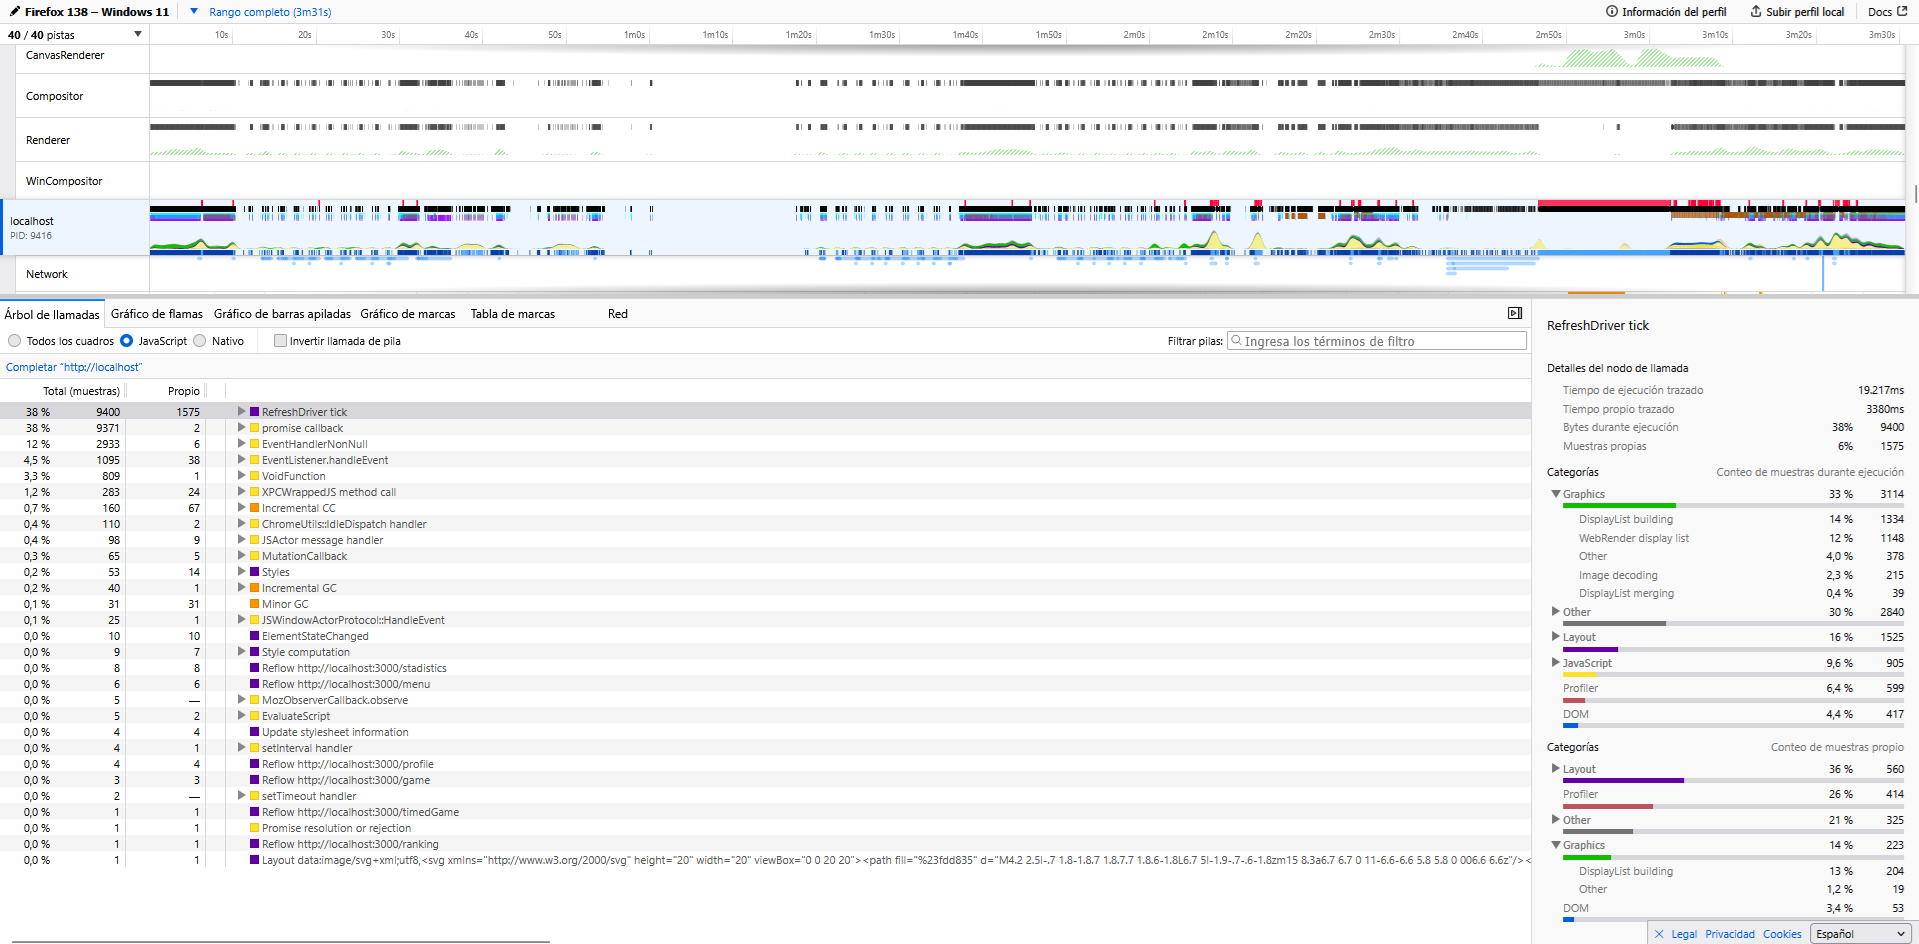 Firefox 138 – Windows 11 Rango completo (3m31s) Información del perfil Subir perfil local Docs
40 / 40 pistas 10s 20s 30s 40s 50s 1m0s 1m10s 1m20s 1m30s 1m40s 1m50s 2m0s 2m10s 2m20s 2m30s 2m40s 2m50s 3m0s 3m10s 3m20s 3m30s
CanvasRenderer
Compositor
Renderer
WinCompositor
localhost
PID: 9416
Network
Árbol de llamadas Gráfico de flamas Gráfico de barras apiladas Gráfico de marcas Tabla de marcas Red
Todos los cuadros JavaScript Nativo Invertir llamada de pila Filtrar pilas: Ingresa los términos de filtro
Completar “http://localhost”
Total (muestras) Propio
38 % 9400 1575 RefreshDriver tick
38 % 9371 2 promise callback
12 % 2933 6 EventHandlerNonNull
4,5 % 1095 38 EventListener.handleEvent
3,3 % 809 1 VoidFunction
1,2 % 283 24 XPCWrappedJS method call
0,7 % 160 67 Incremental CC
0,4 % 110 2 ChromeUtils::IdleDispatch handler
0,4 % 98 9 JSActor message handler
0,3 % 65 5 MutationCallback
0,2 % 53 14 Styles
0,2 % 40 1 Incremental GC
0,1 % 31 31 Minor GC
0,1 % 25 1 JSWindowActorProtocol::HandleEvent
0,0 % 10 10 ElementStateChanged
0,0 % 9 7 Style computation
0,0 % 8 8 Reflow http://localhost:3000/stadistics
0,0 % 6 6 Reflow http://localhost:3000/menu
0,0 % 5 — MozObserverCallback.observe
0,0 % 5 2 EvaluateScript
0,0 % 4 4 Update stylesheet information
0,0 % 4 1 setInterval handler
0,0 % 4 4 Reflow http://localhost:3000/profile
0,0 % 3 3 Reflow http://localhost:3000/game
0,0 % 2 — setTimeout handler
0,0 % 1 1 Reflow http://localhost:3000/timedGame
0,0 % 1 1 Promise resolution or rejection
0,0 % 1 1 Reflow http://localhost:3000/ranking
0,0 % 1 1 Layout data:image/svg+xml;utf8,<svg xmlns="http://www.w3.org/2000/svg" height="20" width="20" viewBox="0 0 20 20"><path fill="%23fdd835" d="M4.2 2.5l-.7 1.8-1.8.7 1.8.7.7 1.8.6-1.8L6.7 5l-1.9-.7-.6-1.8zm15 8.3a6.7 6.7 0 11-6.6-6.6 5.8 5.8 0 006.6 6.6z"/><
RefreshDriver tick
Detalles del nodo de llamada
Tiempo de ejecución trazado 19.217ms
Tiempo propio trazado 3380ms
Bytes durante ejecución 38% 9400
Muestras propias 6% 1575
Categorías Conteo de muestras durante ejecución
Graphics 33 % 3114
DisplayList building 14 % 1334
WebRender display list 12 % 1148
Other 4,0 % 378
Image decoding 2,3 % 215
DisplayList merging 0,4 % 39
Other 30 % 2840
Layout 16 % 1525
JavaScript 9,6 % 905
Profiler 6,4 % 599
DOM 4,4 % 417
Categorías Conteo de muestras propio
Layout 36 % 560
Profiler 26 % 414
Other 21 % 325
Graphics 14 % 223
DisplayList building 13 % 204
Other 1,2 % 19
DOM 3,4 % 53
Legal Privacidad Cookies Español